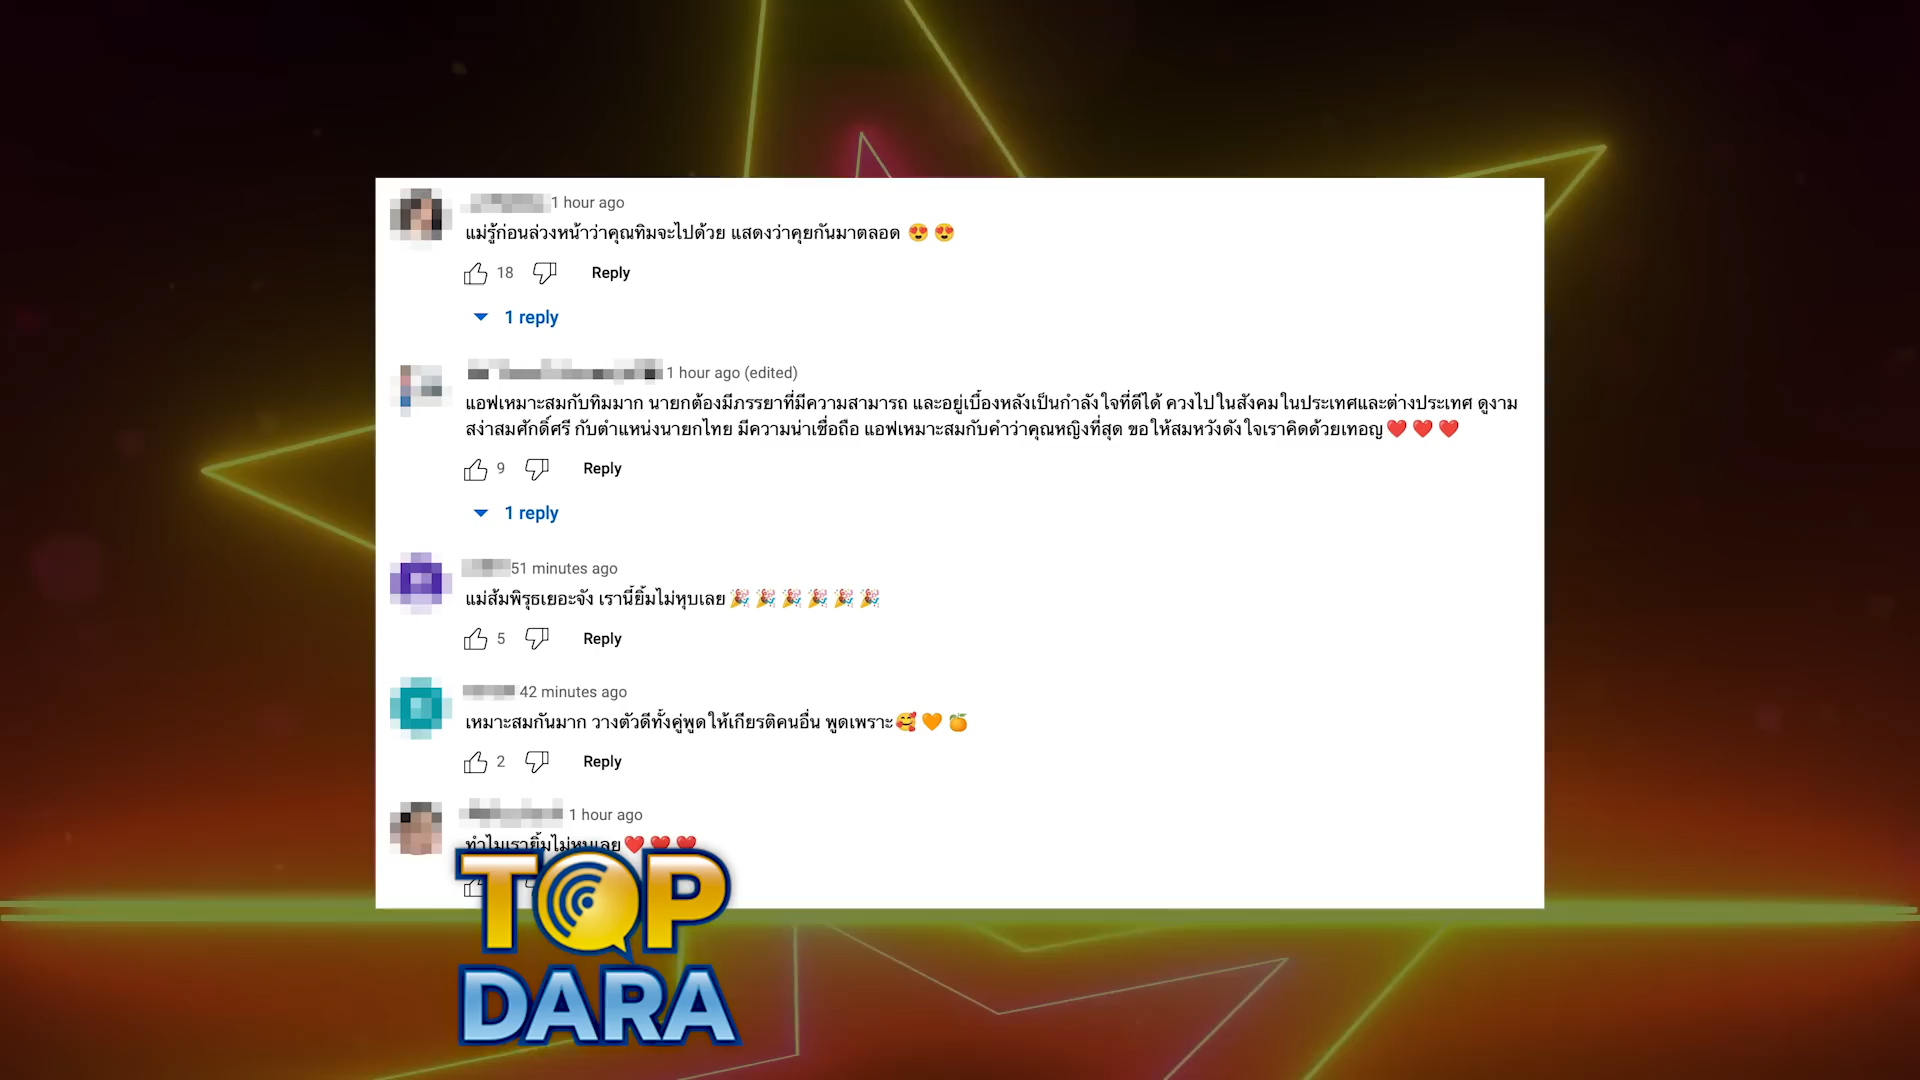 1 hour ago
แม่รู้ก่อนล่วงหน้าว่าคุณทิมจะไปด้วย แสดงว่าคุยกันมาตลอด 😍 😍
18 Reply
1 reply
1 hour ago (edited)
แอฟเหมาะสมกับทิมมาก นายกต้องมีภรรยาที่มีความสามารถ และอยู่เบื้องหลังเป็นกำลังใจที่ดีได้ ควงไปในสังคมในประเทศและต่างประเทศ ดูงาม
สง่าสมศักดิ์ศรี กับตำแหน่งนายกไทย มีความน่าเชื่อถือ แอฟเหมาะสมกับคำว่าคุณหญิงที่สุด ขอให้สมหวังดังใจเราคิดด้วยเทอญ❤️ ❤️ ❤️
9 Reply
1 reply
51 minutes ago
แม่ส้มพิรุธเยอะจัง เรานี้ยิ้มไม่หุบเลย🎉 🎉 🎉 🎉 🎉 🎉
5 Reply
42 minutes ago
เหมาะสมกันมาก วางตัวดีทั้งคู่พูดให้เกียรติคนอื่น พูดเพราะ🥰 🧡 🍊
2 Reply
1 hour ago
ทำไมเรายิ้มไม่หุบเลย❤️ ❤️ ❤️
TOP
DARA